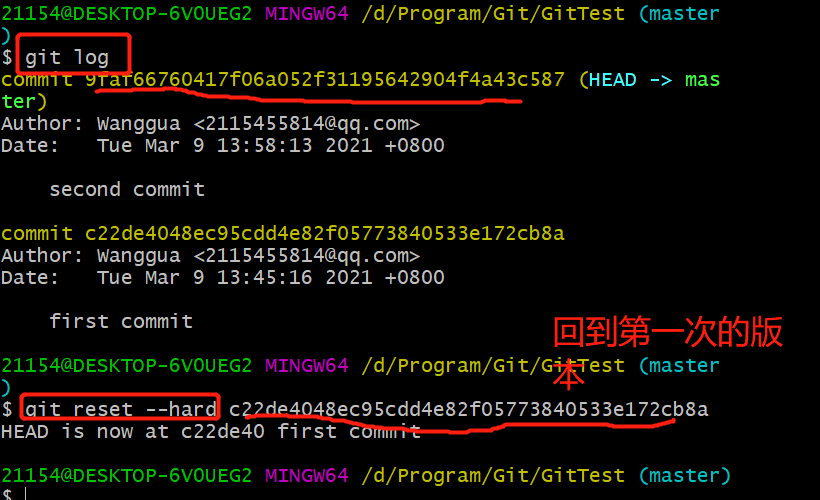 21154@DESKTOP-6VOUEG2 MINGW64 /d/Program/Git/GitTest (master
)
$ git log
commit 9faf66760417f06a052f31195642904f4a43c587 (HEAD -> mas
ter)
Author: Wanggua <2115455814@qq.com>
Date:   Tue Mar 9 13:58:13 2021 +0800
second commit
commit c22de4048ec95cdd4e82f05773840533e172cb8a
Author: Wanggua <2115455814@qq.com>
Date:   Tue Mar 9 13:45:16 2021 +0800
first commit
回到第一次的版
本
21154@DESKTOP-6VOUEG2 MINGW64 /d/Program/Git/GitTest (master
)
$ git reset --hard c22de4048ec95cdd4e82f05773840533e172cb8a
HEAD is now at c22de40 first commit
21154@DESKTOP-6VOUEG2 MINGW64 /d/Program/Git/GitTest (master)
$